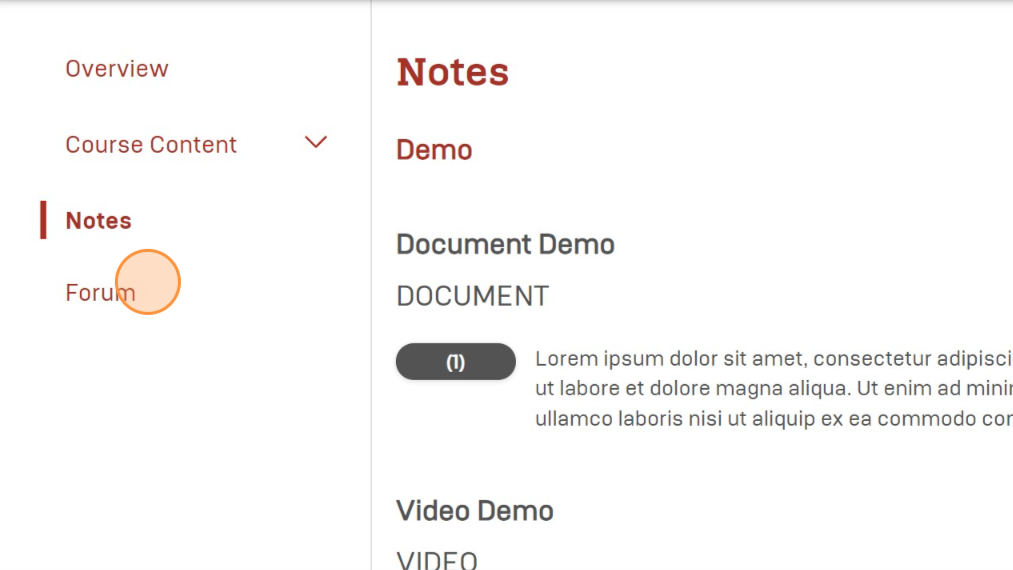 Overview
Course Content
Notes
Forum
Notes
Demo
Document Demo
DOCUMENT
(1)
Lorem ipsum dolor sit amet, consectetur adipisci
ut labore et dolore magna aliqua. Ut enim ad minim
ullamco laboris nisi ut aliquip ex ea commodo con
Video Demo
VIDEO